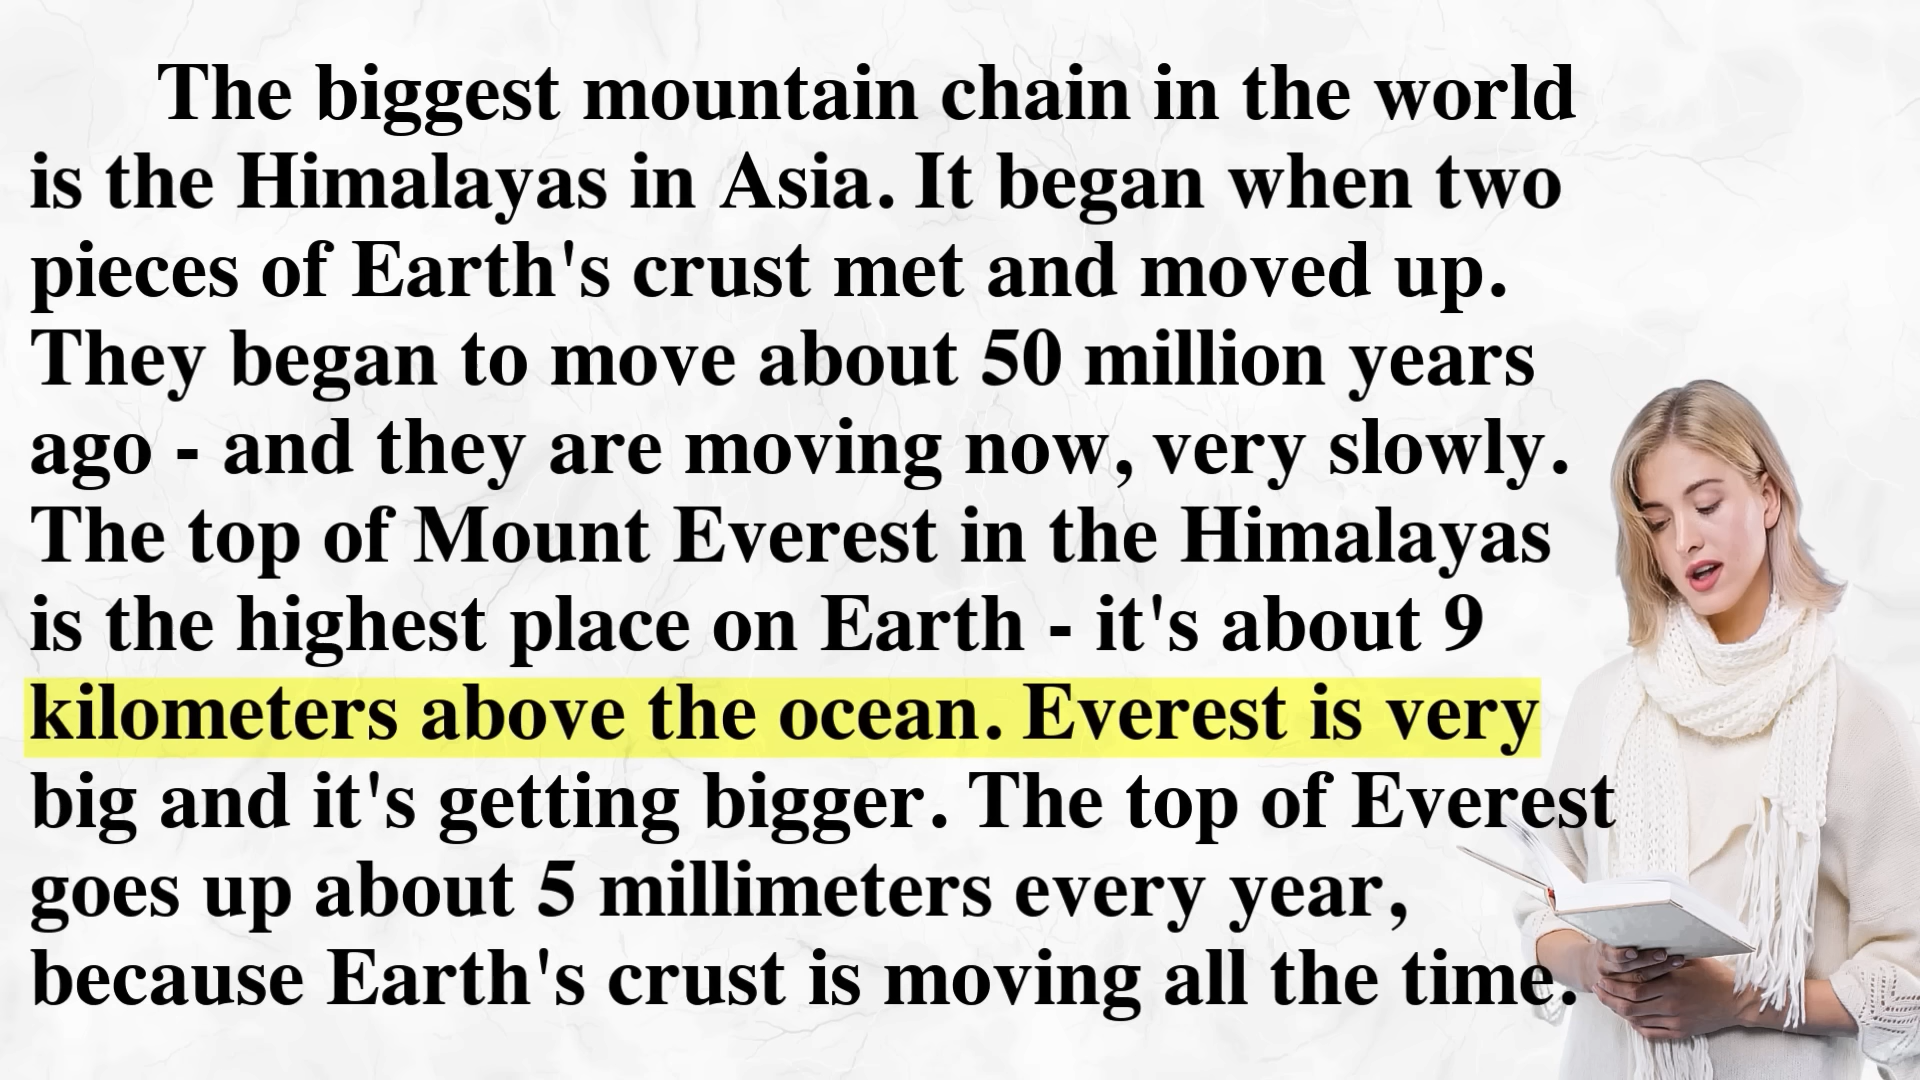 The biggest mountain chain in the world
is the Himalayas in Asia. It began when two
pieces of Earth's crust met and moved up.
They began to move about 50 million years
ago - and they are moving now, very slowly.
The top of Mount Everest in the Himalayas
is the highest place on Earth - it's about 9
kilometers above the ocean. Everest is very
big and it's getting bigger. The top of Everest
goes up about 5 millimeters every year,
because Earth's crust is moving all the time.